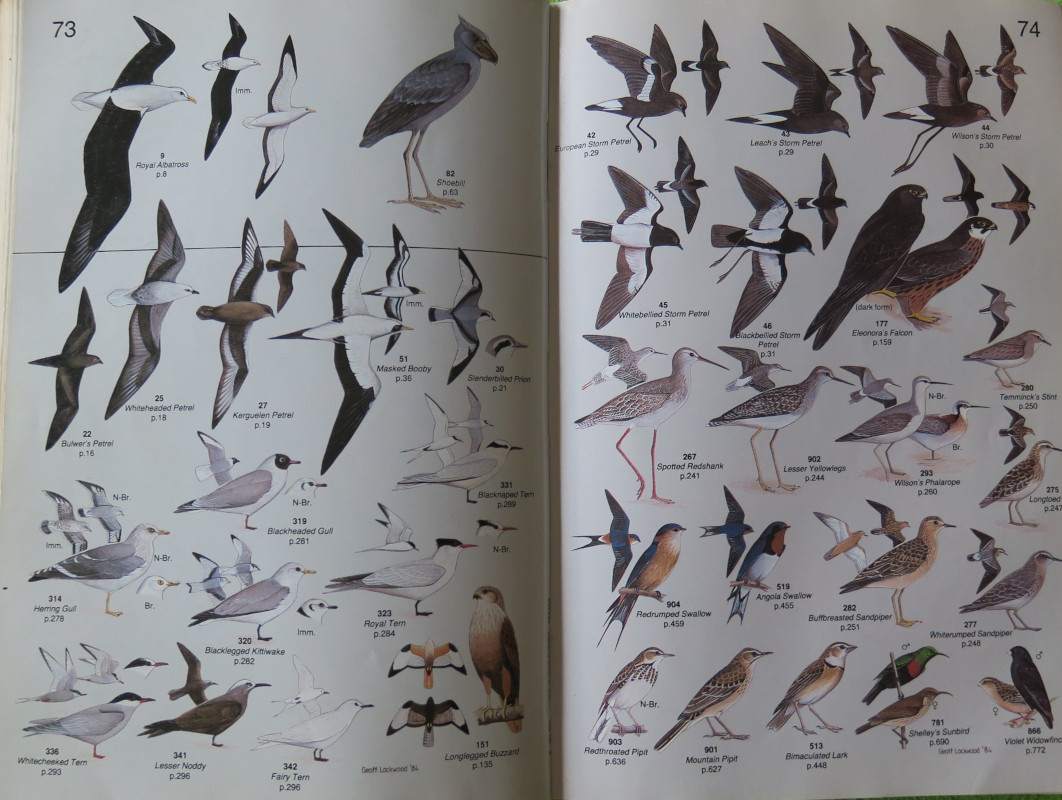 73
9
Royal Albatross
p.8
Imm.
82
Shoebill
p.63
22
Bulwer's Petrel
p.16
25
Whiteheaded Petrel
p.18
27
Kerguelen Petrel
p.19
Imm.
51
Masked Booby
p.36
30
Slenderbilled Prion
p.21
N-Br.
Imm.
N-Br.
Br.
314
Herring Gull
p.278
N-Br.
319
Blackheaded Gull
p.281
331
Blacknaped Tern
p.289
320
Blacklegged Kittiwake
p.282
Imm.
N-Br.
323
Royal Tern
p.284
336
Whitecheeked Tern
p.293
341
Lesser Noddy
p.296
342
Fairy Tern
p.296
Geoff Lockwood '84
151
Longlegged Buzzard
p.135
74
42
European Storm Petrel
p.29
43
Leach's Storm Petrel
p.29
44
Wilson's Storm Petrel
p.30
45
Whitebellied Storm Petrel
p.31
46
Blackbellied Storm
Petrel
p.31
(dark form)
177
Eleonora's Falcon
p.159
280
Temminck's Stint
p.250
267
Spotted Redshank
p.241
902
Lesser Yellowlegs
p.244
N-Br.
Br.
293
Wilson's Phalarope
p.260
275
Longtoed
p.247
904
Redrumped Swallow
p.459
519
Angola Swallow
p.455
282
Buffbreasted Sandpiper
p.251
277
Whiterumped Sandpiper
p.248
N-Br.
903
Redthroated Pipit
p.636
901
Mountain Pipit
p.627
513
Bimaculated Lark
p.448
♂
♀
781
Shelley's Sunbird
p.690
Geoff Lockwood '84
♂
♀
866
Violet Widowfinc
p.772